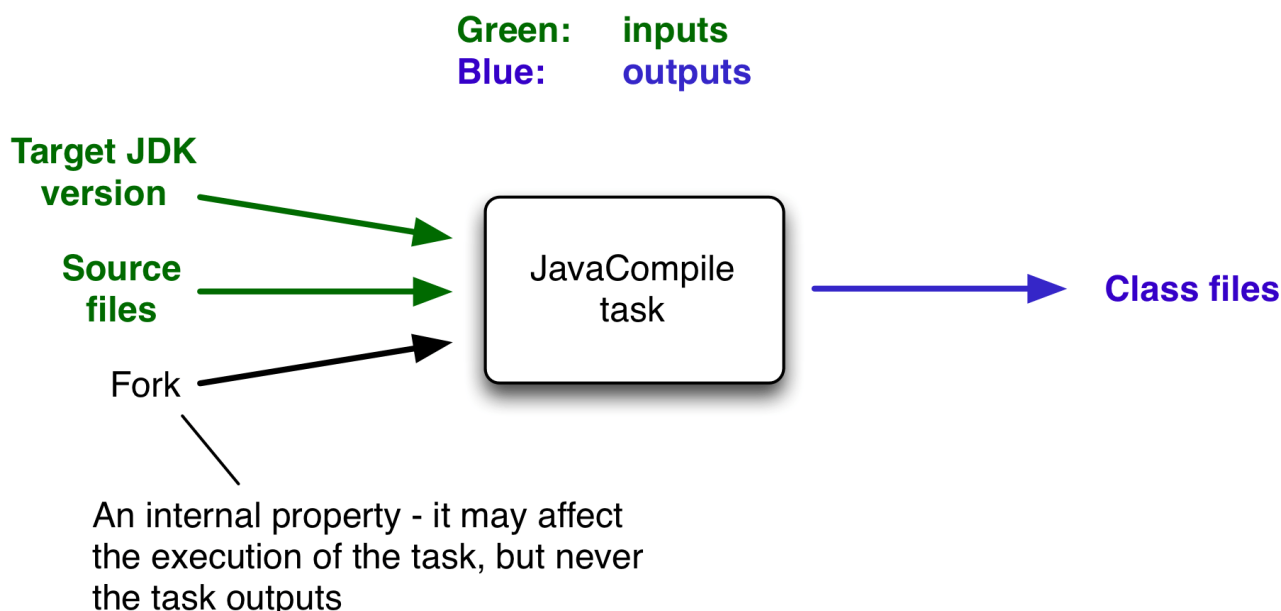 Green: inputs
Blue: outputs
Target JDK
version
Source
files
Fork
JavaCompile
task
Class files
An internal property - it may affect
the execution of the task, but never
the task outputs